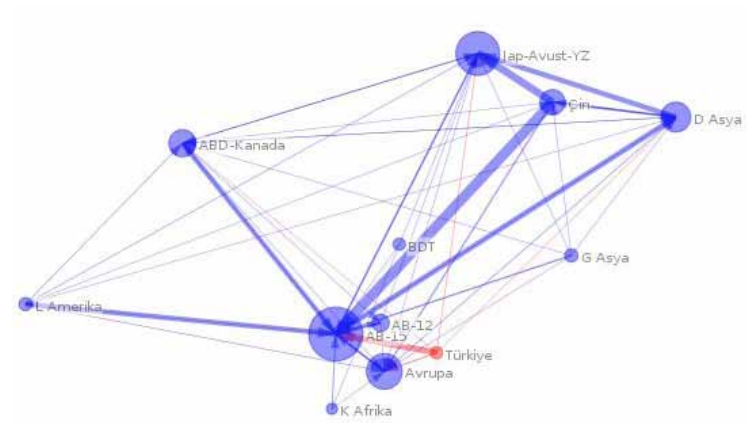 Jap-Avust-YZ
Çin
D Asya
ABD-Kanada
BDT
G Asya
L Amerika
AB-12
AB-15
Türkiye
Avrupa
K Afrika